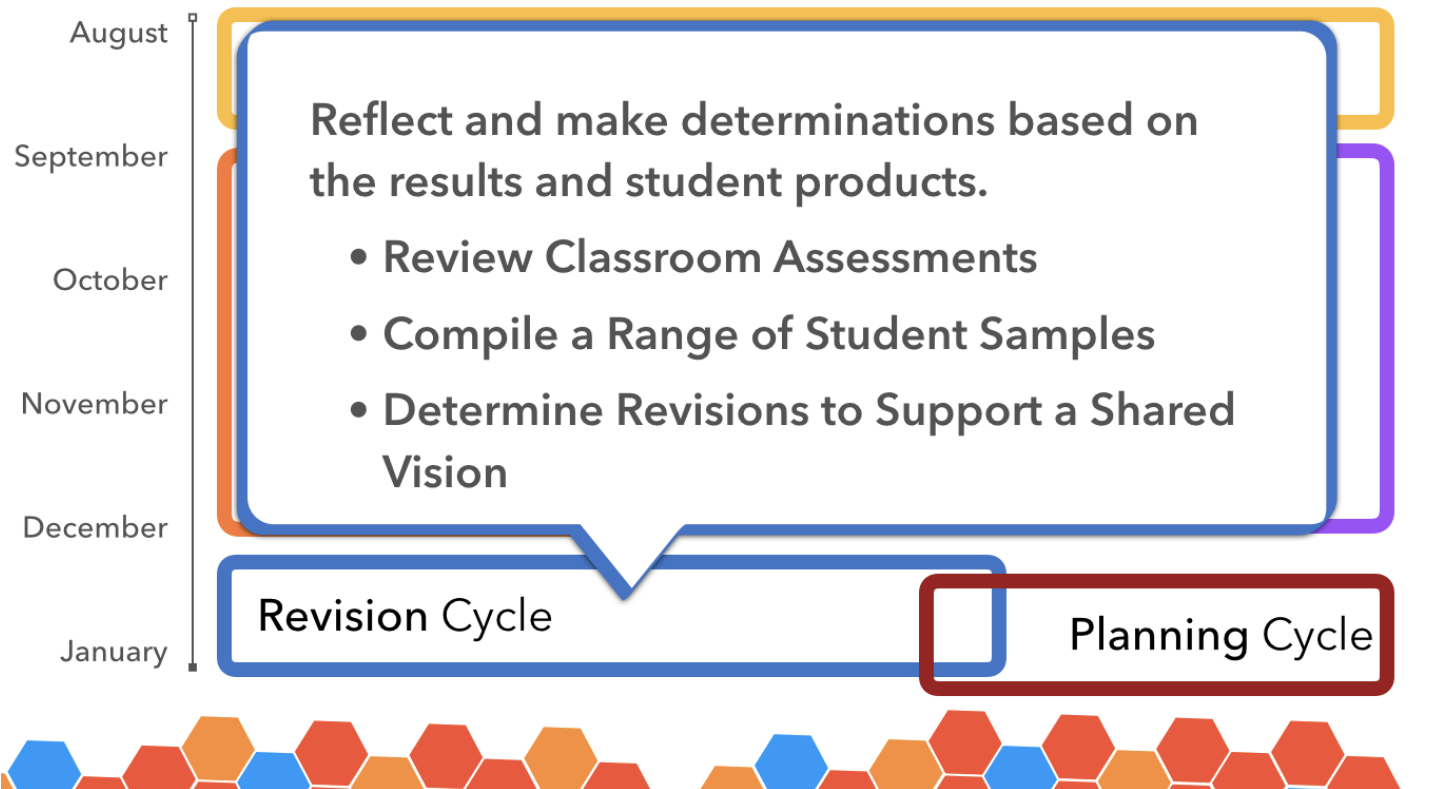 August
September
October
November
December
January
Reflect and make determinations based on
the results and student products.
• Review Classroom Assessments
• Compile a Range of Student Samples
• Determine Revisions to Support a Shared
Vision
Revision Cycle
Planning Cycle